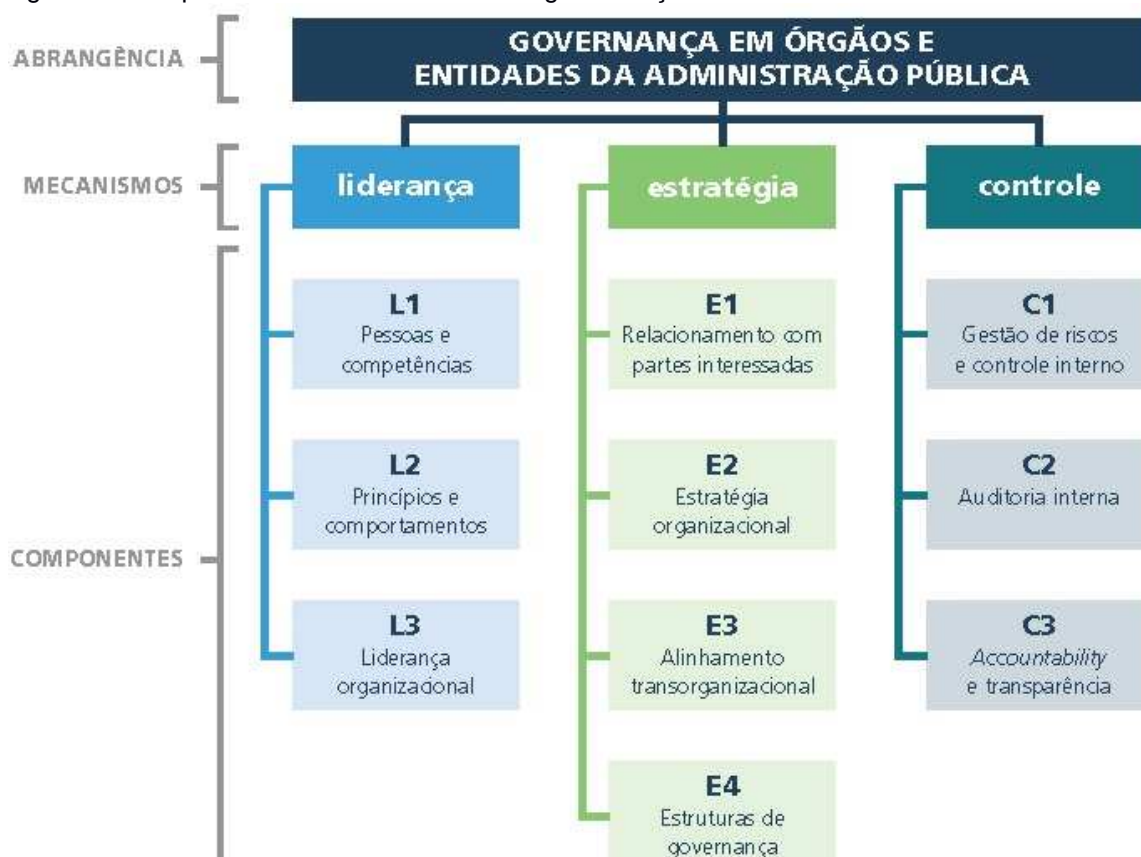 ABRANGÊNCIA
GOVERNANÇA EM ÓRGÃOS E
ENTIDADES DA ADMINISTRAÇÃO PÚBLICA
MECANISMOS
liderança
estratégia
controle
COMPONENTES
L1
Pessoas e
competências
E1
Relacionamento com
partes interessadas
C1
Gestão de riscos
e controle interno
L2
Princípios e
comportamentos
E2
Estratégia
organizacional
C2
Auditoria interna
L3
Liderança
organizacional
E3
Alinhamento
transorganizacional
C3
Accountability
e transparência
E4
Estruturas de
governança